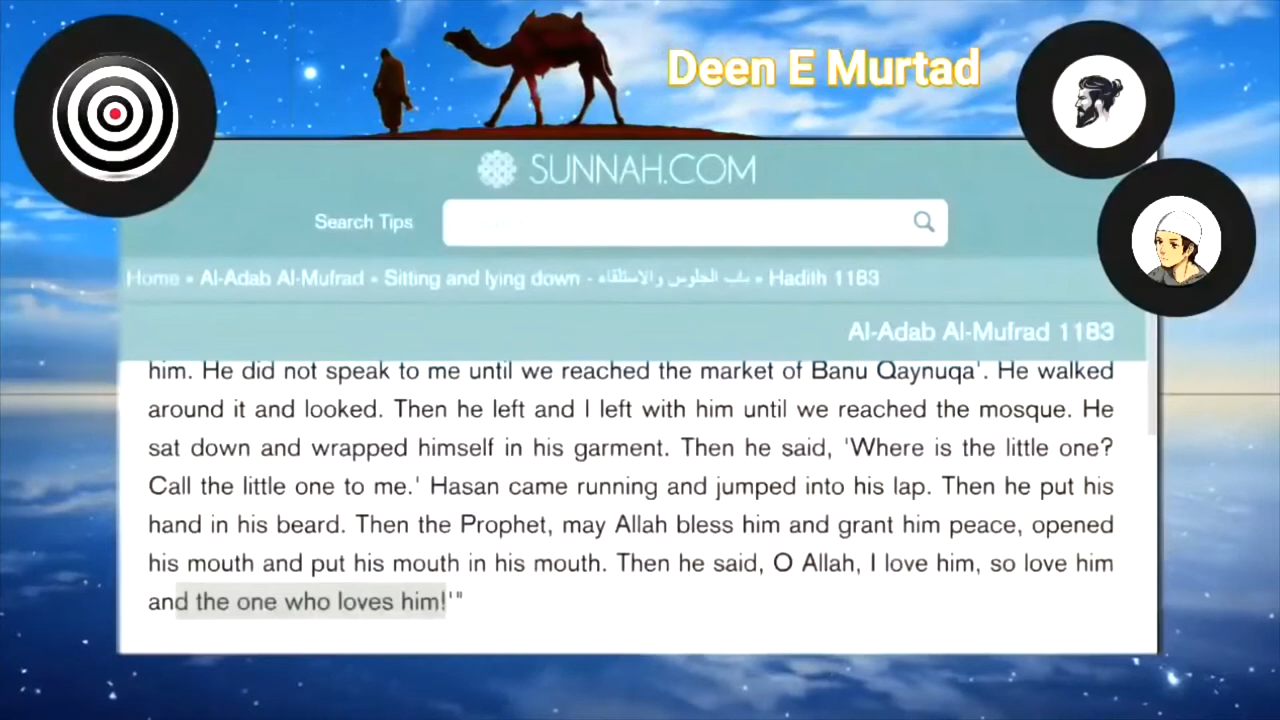 Deen E Murtad
SUNNAH.COM
Search Tips
Home » Al-Adab Al-Mufrad » Sitting and lying down - باب الجلوس والاستلقاء » Hadith 1183
Al-Adab Al-Mufrad 1183
him. He did not speak to me until we reached the market of Banu Qaynuqa'. He walked
around it and looked. Then he left and I left with him until we reached the mosque. He
sat down and wrapped himself in his garment. Then he said, 'Where is the little one?
Call the little one to me.' Hasan came running and jumped into his lap. Then he put his
hand in his beard. Then the Prophet, may Allah bless him and grant him peace, opened
his mouth and put his mouth in his mouth. Then he said, O Allah, I love him, so love him
and the one who loves him!'"